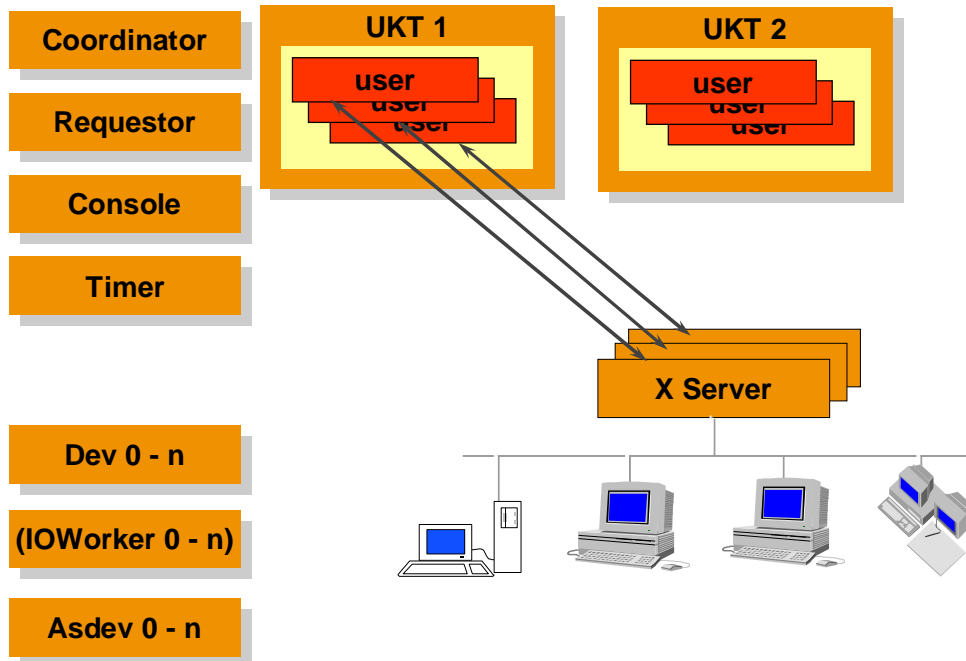 Coordinator
Requestor
Console
Timer
Dev 0 - n
(IOWorker 0 - n)
Asdev 0 - n
UKT 1
user
user
user
UKT 2
user
user
user
X Server